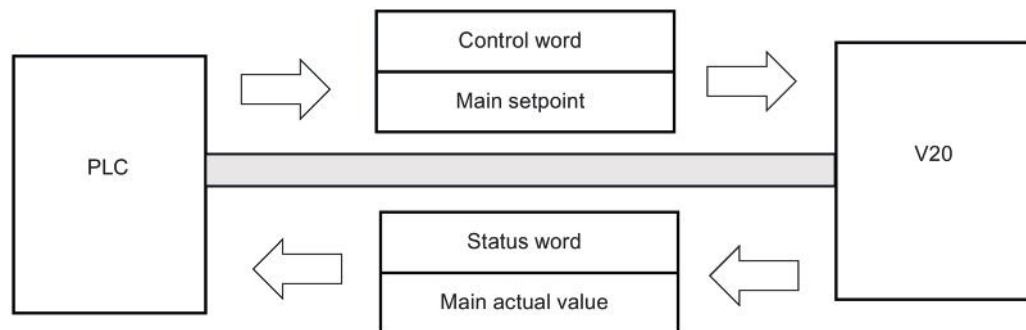 Control word
Main setpoint
PLC
V20
Status word
Main actual value